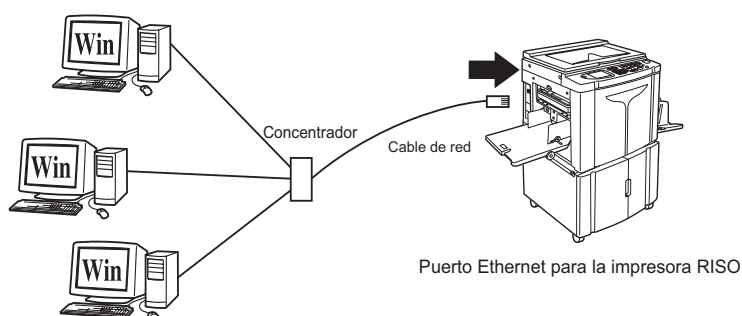 Win
Concentrador
Cable de red
Win
Win
Puerto Ethernet para la impresora RISO